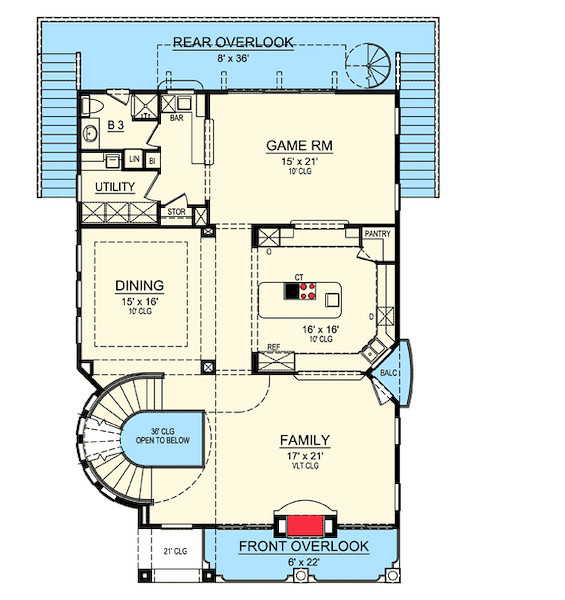 REAR OVERLOOK
8' x 36'
BAR
B 3
GAME RM
15' x 21'
10' CLG
LIN
BI
UTILITY
STOR
PANTRY
O
DINING
15' x 16'
10' CLG
CT
16' x 16'
10' CLG
D
REF
BALC
36' CLG
OPEN TO BELOW
FAMILY
17' x 21'
VLT CLG
21' CLG
FRONT OVERLOOK
6' x 22'